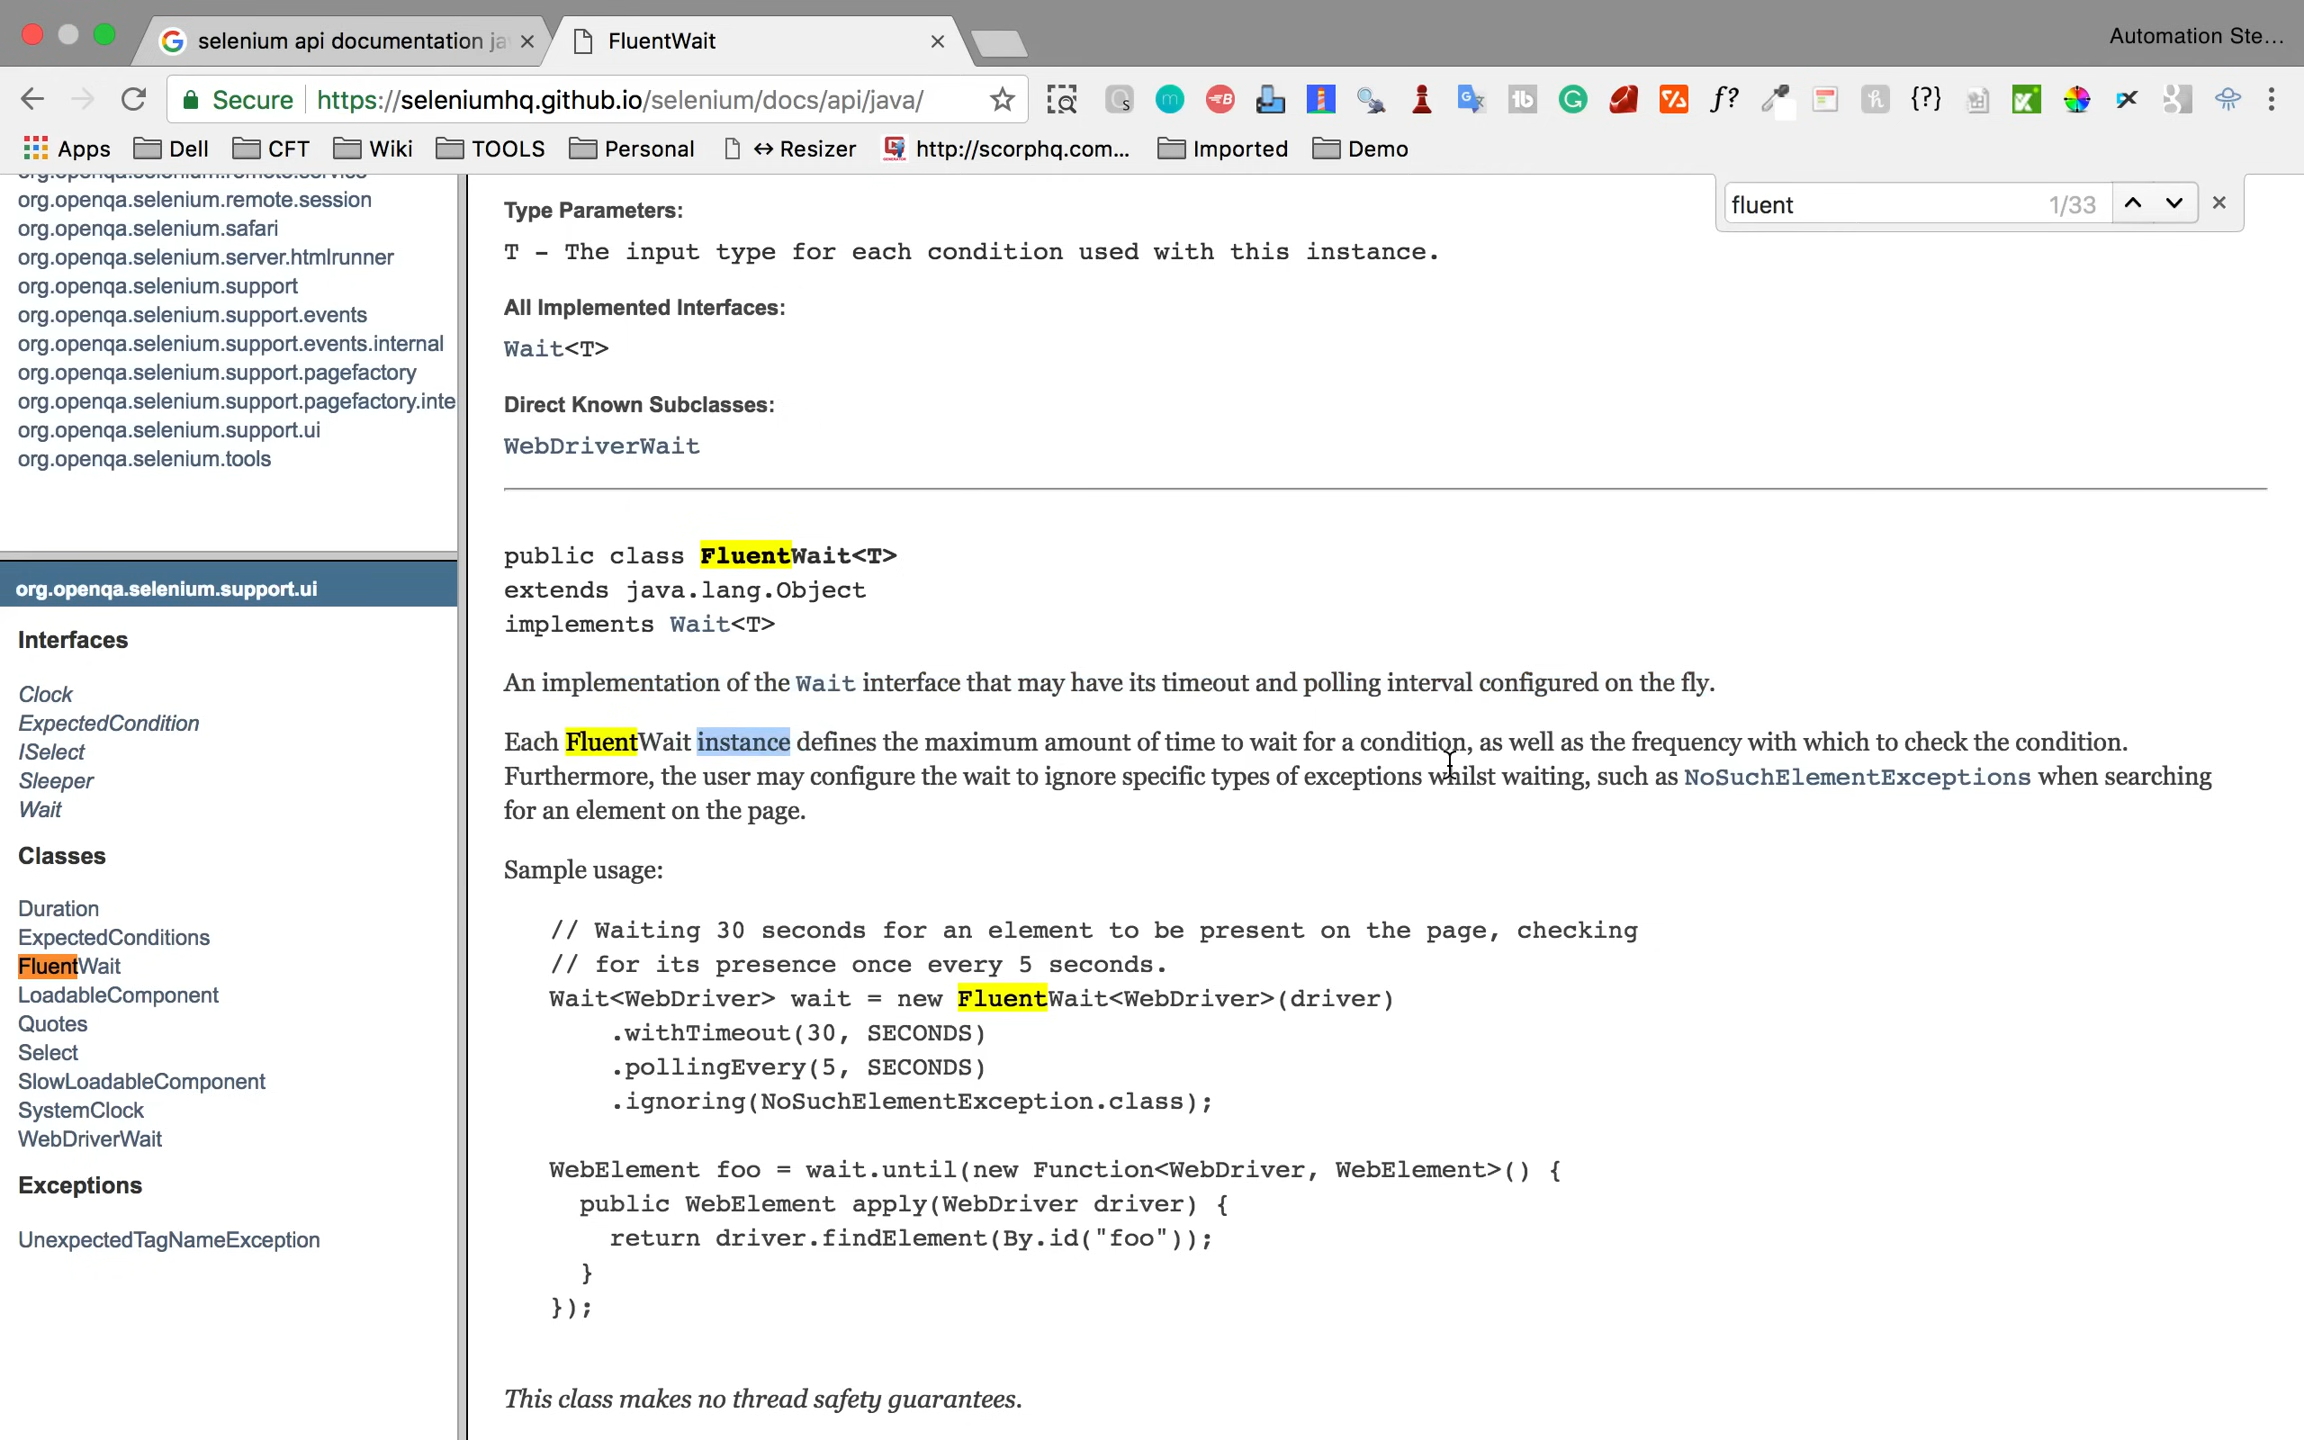 selenium api documentation ja
FluentWait
Automation Ste...
Secure
https://seleniumhq.github.io/selenium/docs/api/java/
Apps
Dell
CFT
Wiki
TOOLS
Personal
↔ Resizer
http://scorphq.com...
Imported
Demo
fluent
1/33
org.openqa.selenium.remote.service
org.openqa.selenium.remote.session
org.openqa.selenium.safari
org.openqa.selenium.server.htmlrunner
org.openqa.selenium.support
org.openqa.selenium.support.events
org.openqa.selenium.support.events.internal
org.openqa.selenium.support.pagefactory
org.openqa.selenium.support.pagefactory.inte
org.openqa.selenium.support.ui
org.openqa.selenium.tools
org.openqa.selenium.support.ui
Interfaces
Clock
ExpectedCondition
ISelect
Sleeper
Wait
Classes
Duration
ExpectedConditions
FluentWait
LoadableComponent
Quotes
Select
SlowLoadableComponent
SystemClock
WebDriverWait
Exceptions
UnexpectedTagNameException
Type Parameters:
T - The input type for each condition used with this instance.
All Implemented Interfaces:
Wait<T>
Direct Known Subclasses:
WebDriverWait
public class FluentWait<T>
extends java.lang.Object
implements Wait<T>
An implementation of the Wait interface that may have its timeout and polling interval configured on the fly.
Each FluentWait instance defines the maximum amount of time to wait for a condition, as well as the frequency with which to check the condition.
Furthermore, the user may configure the wait to ignore specific types of exceptions whilst waiting, such as NoSuchElementExceptions when searching
for an element on the page.
Sample usage:
// Waiting 30 seconds for an element to be present on the page, checking
// for its presence once every 5 seconds.
Wait<WebDriver> wait = new FluentWait<WebDriver>(driver)
.withTimeout(30, SECONDS)
.pollingEvery(5, SECONDS)
.ignoring(NoSuchElementException.class);
WebElement foo = wait.until(new Function<WebDriver, WebElement>() {
public WebElement apply(WebDriver driver) {
return driver.findElement(By.id("foo"));
}
});
This class makes no thread safety guarantees.